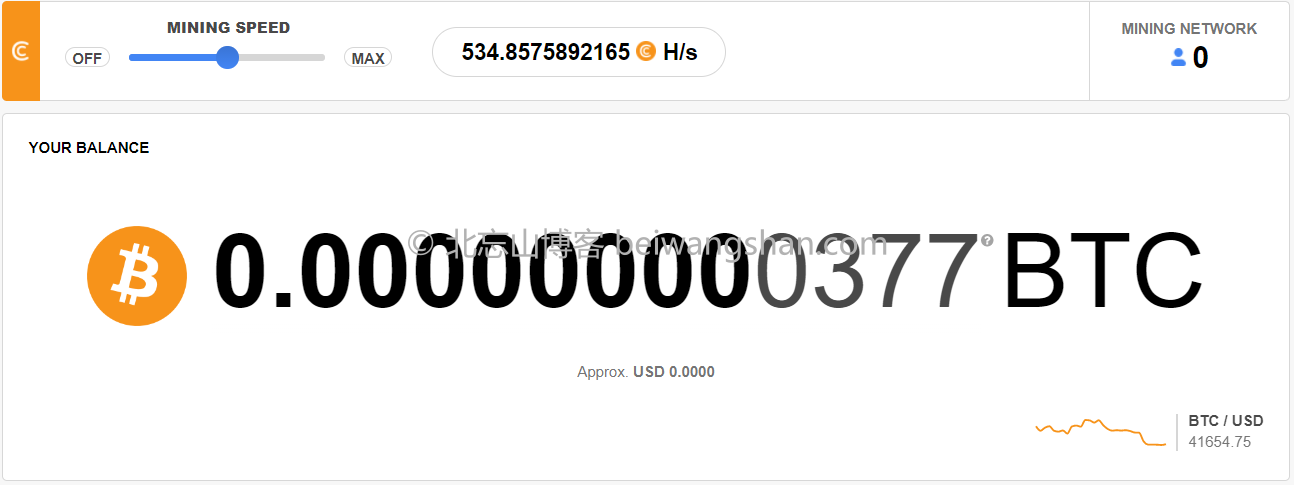 MINING SPEED
OFF
MAX
534.8575892165 H/s
MINING NETWORK
0
YOUR BALANCE
0.000000000377 BTC
© 北忘山博客 beiwangshan.com
Approx. USD 0.0000
BTC / USD
41654.75